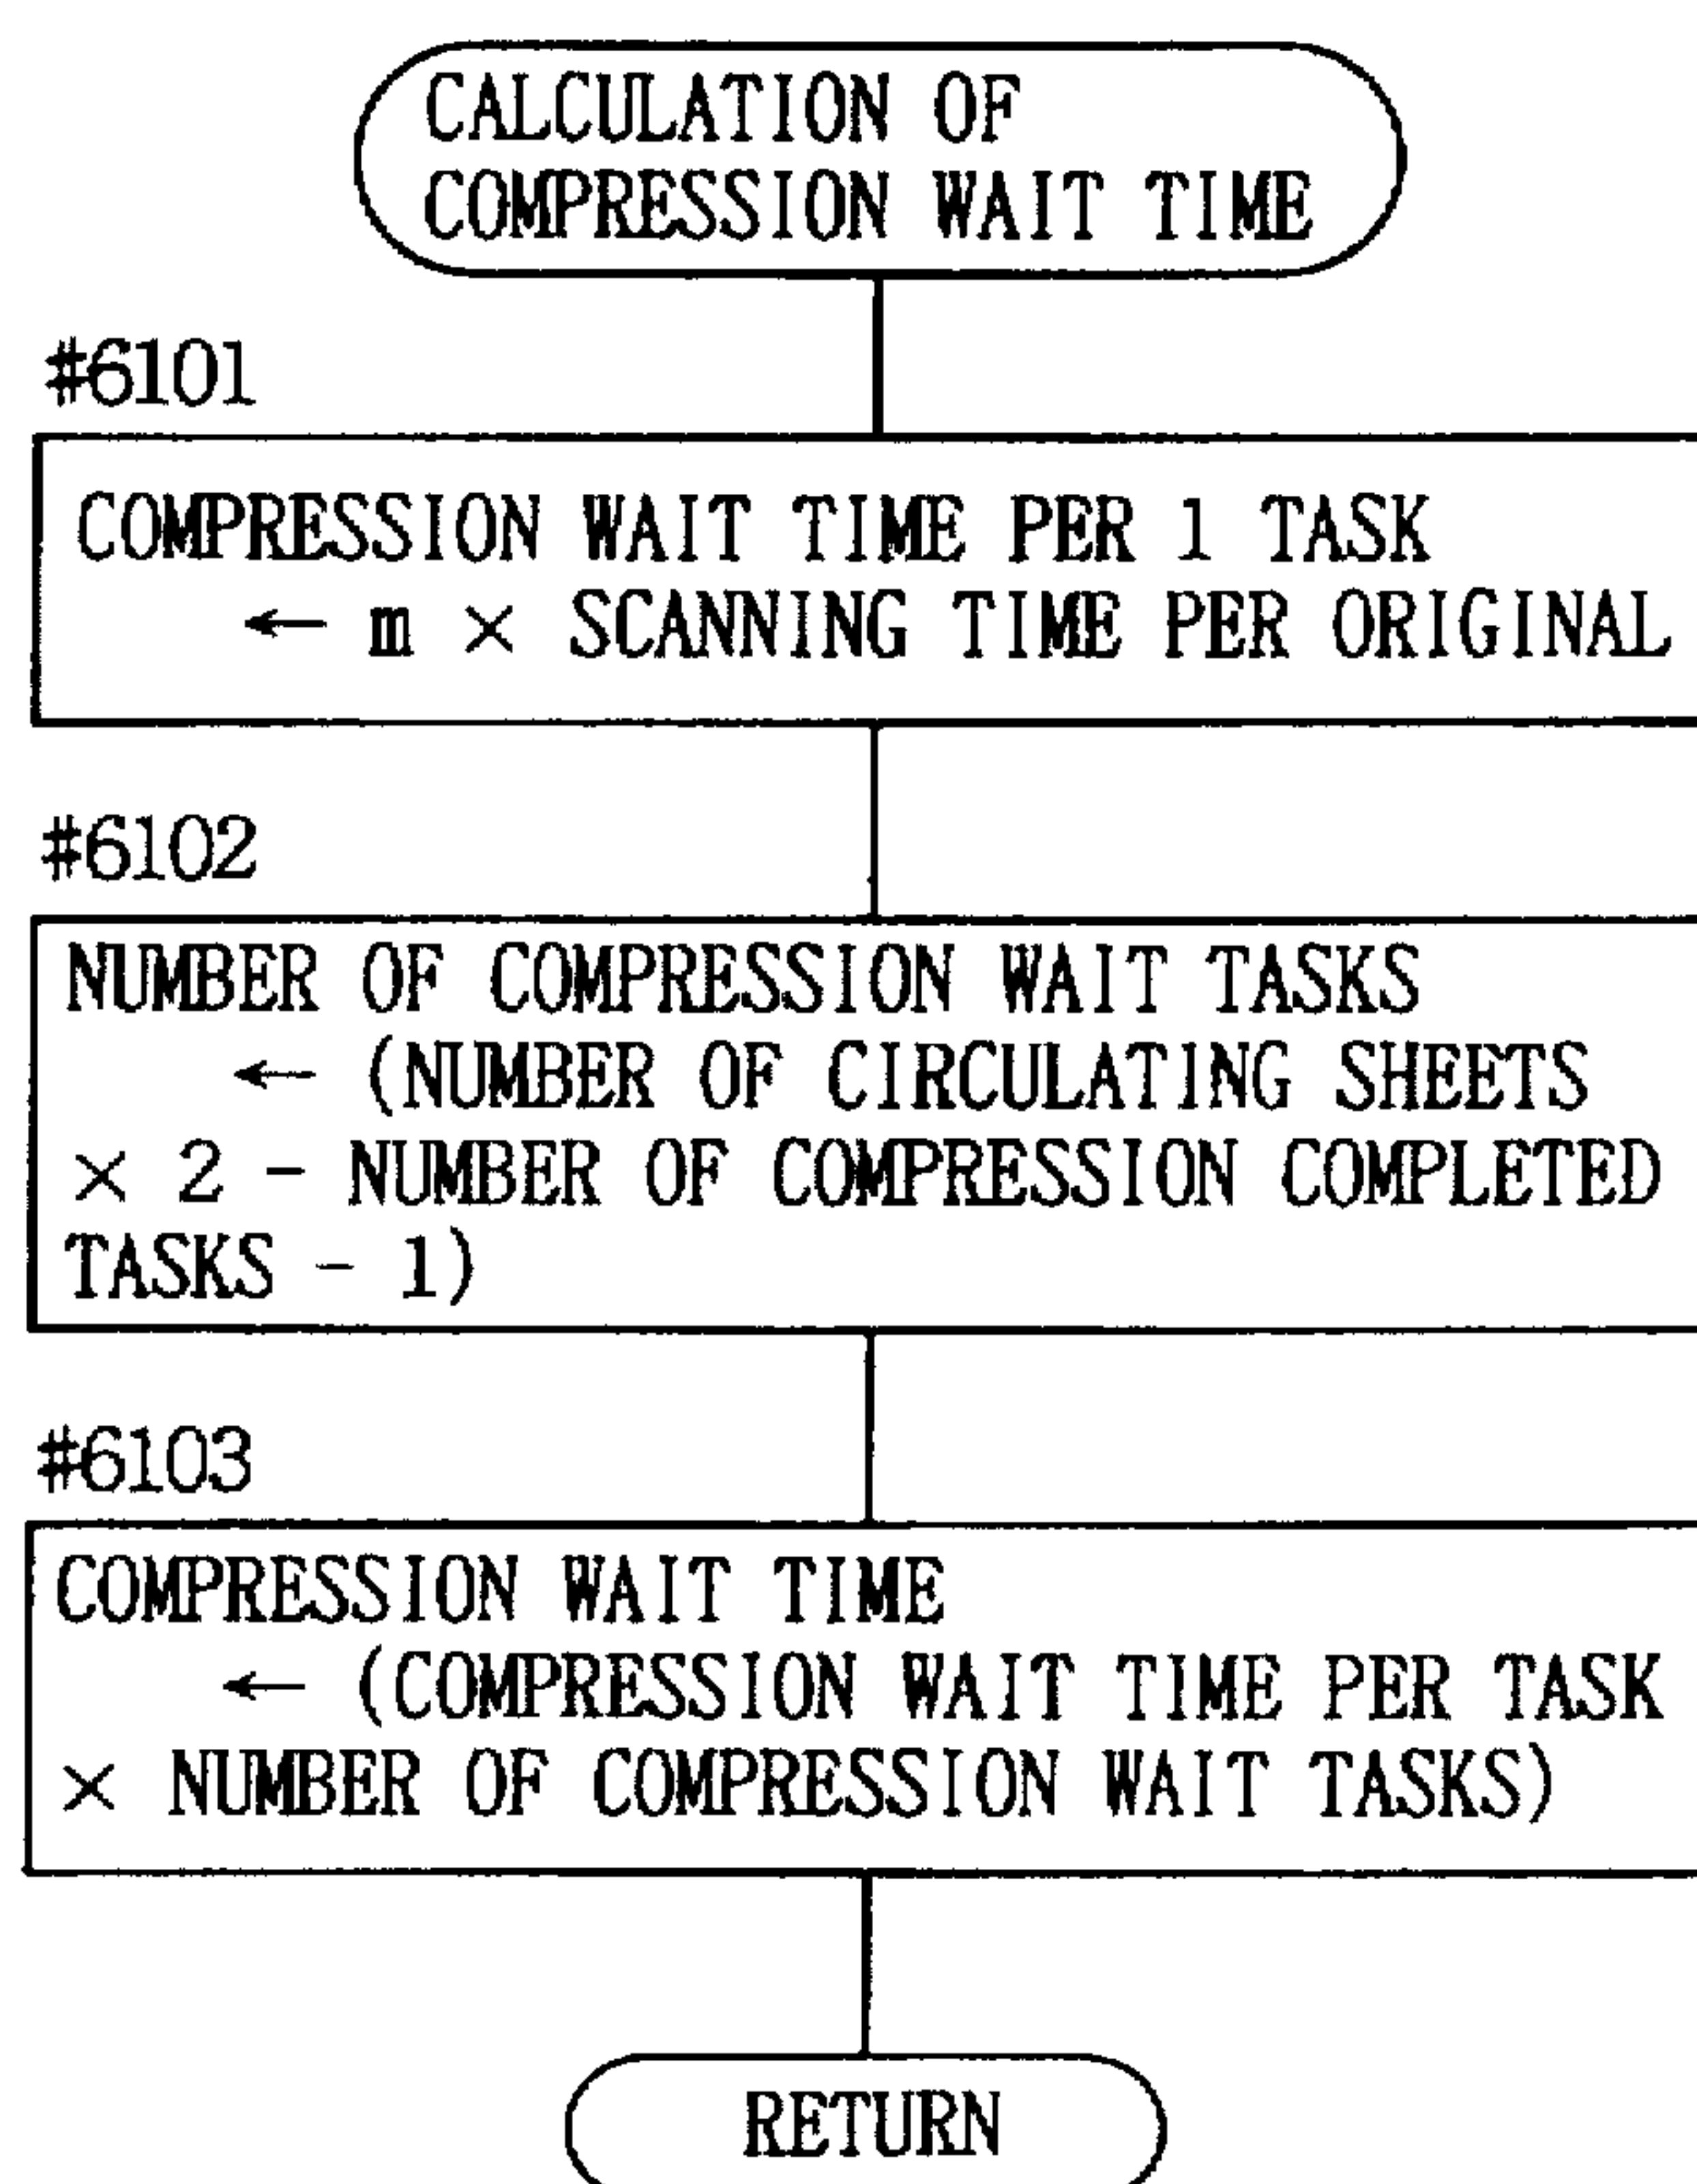 CALCULATION OF
COMPRESSION WAIT TIME
#6101
COMPRESSION WAIT TIME PER 1 TASK
← m × SCANNING TIME PER ORIGINAL
#6102
NUMBER OF COMPRESSION WAIT TASKS
← (NUMBER OF CIRCULATING SHEETS
× 2 - NUMBER OF COMPRESSION COMPLETED
TASKS - 1)
#6103
COMPRESSION WAIT TIME
← (COMPRESSION WAIT TIME PER TASK
× NUMBER OF COMPRESSION WAIT TASKS)
RETURN